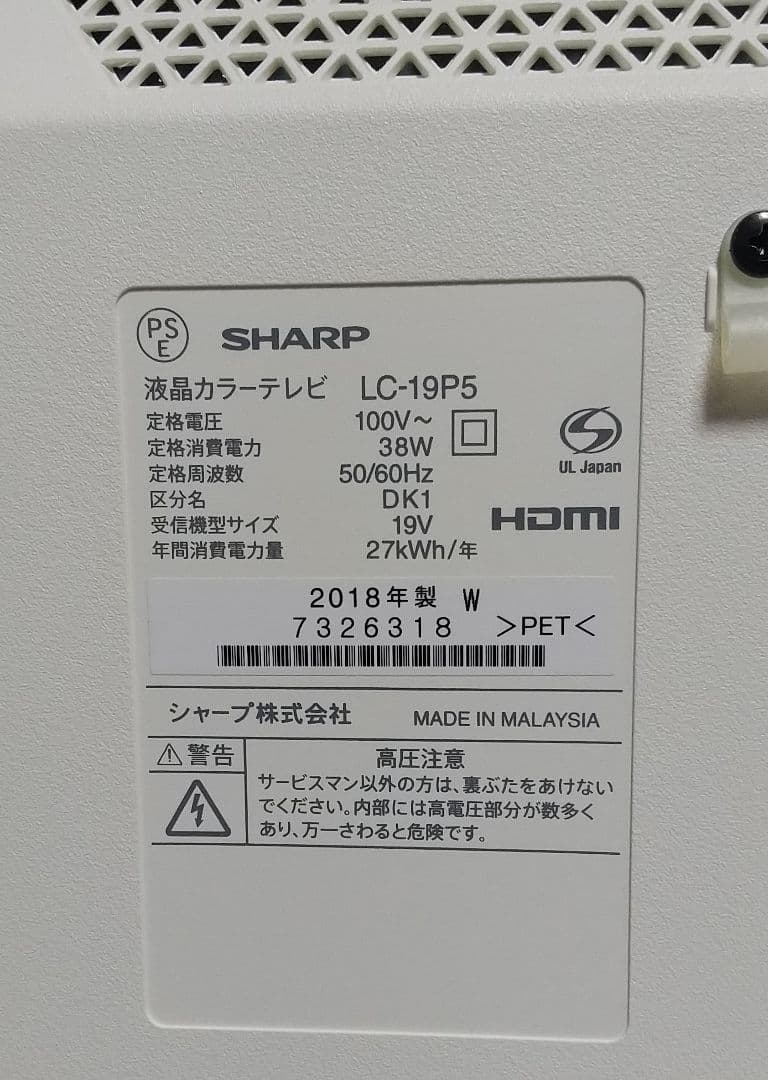 PS
E
SHARP
液晶カラーテレビ LC-19P5
定格電圧 100V～
定格消費電力 38W
定格周波数 50/60Hz
区分名 DK1
受信機型サイズ 19V
年間消費電力量 27kWh/年
S
UL Japan
HDMI
2018年製 W
7326318 >PET<
シャープ株式会社 MADE IN MALAYSIA
警告
高圧注意
サービスマン以外の方は、裏ぶたをあけない
でください。内部には高電圧部分が数多く
あり、万一さわると危険です。